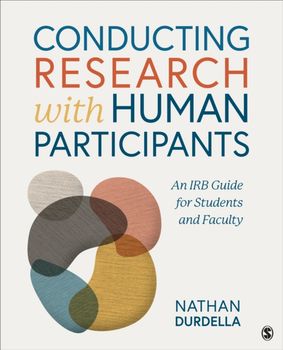 CONDUCTING
RESEARCH
with HUMAN
PARTICIPANTS
An IRB Guide
for Students
and Faculty
NATHAN
DURDELLA